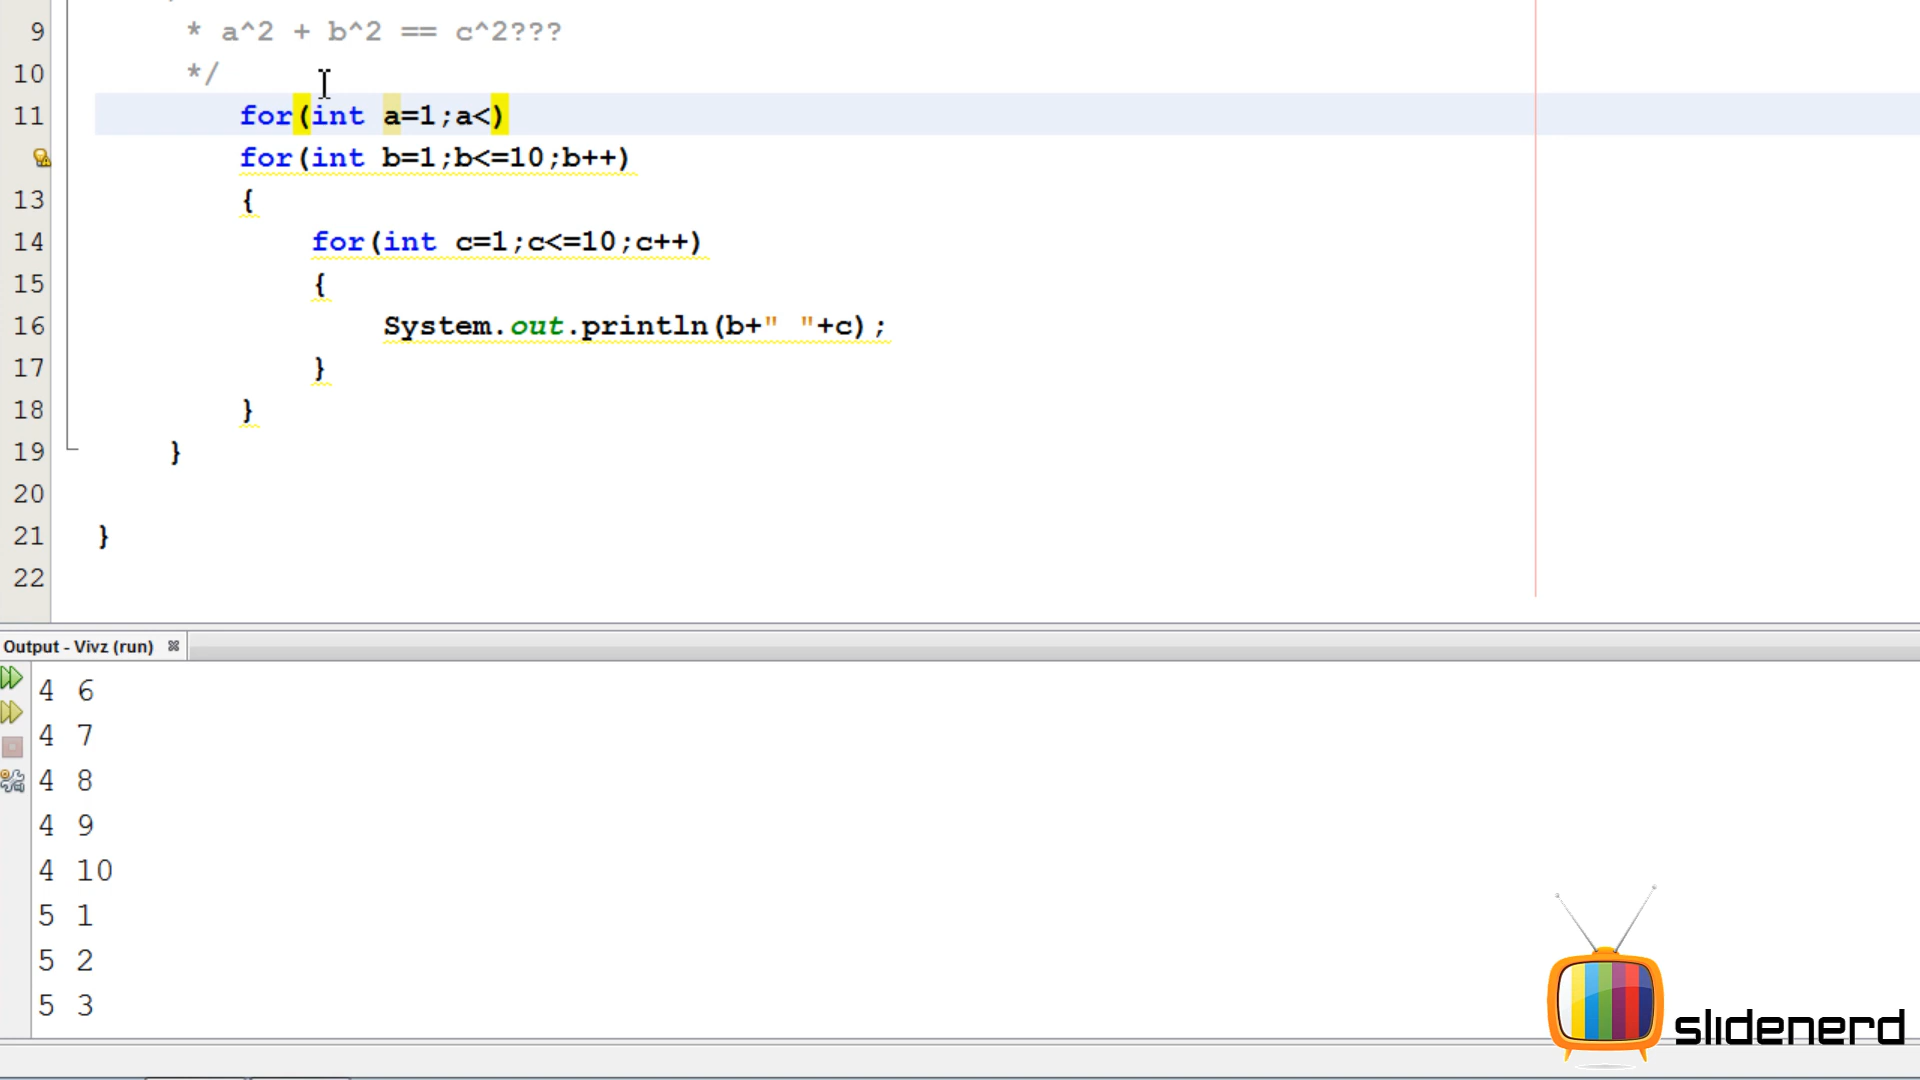 9 * a^2 + b^2 == c^2???
10 */
11 for(int a=1;a<)
for(int b=1;b<=10;b++)
13 {
14 for(int c=1;c<=10;c++)
15 {
16 System.out.println(b+" "+c);
17 }
18 }
19 }
20
21 }
22
Output - Vivz (run)
4 6
4 7
4 8
4 9
4 10
5 1
5 2
5 3
slidenerd